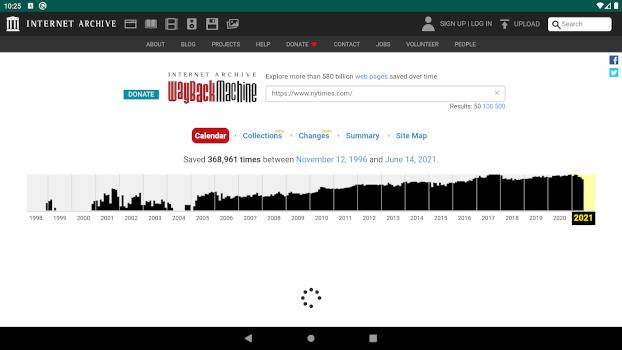 10:25
INTERNET ARCHIVE
SIGN UP | LOG IN
UPLOAD
Search
ABOUT BLOG PROJECTS HELP DONATE CONTACT JOBS VOLUNTEER PEOPLE
INTERNET ARCHIVE
WayBackMachine
DONATE
Explore more than 580 billion web pages saved over time
https://www.nytimes.com/
Results: 50 100 500
Calendar · Collections · Changes · Summary · Site Map
Saved 368,961 times between November 12, 1996 and June 14, 2021.
1998 1999 2000 2001 2002 2003 2004 2005 2006 2007 2008 2009 2010 2011 2012 2013 2014 2015 2016 2017 2018 2019 2020 2021